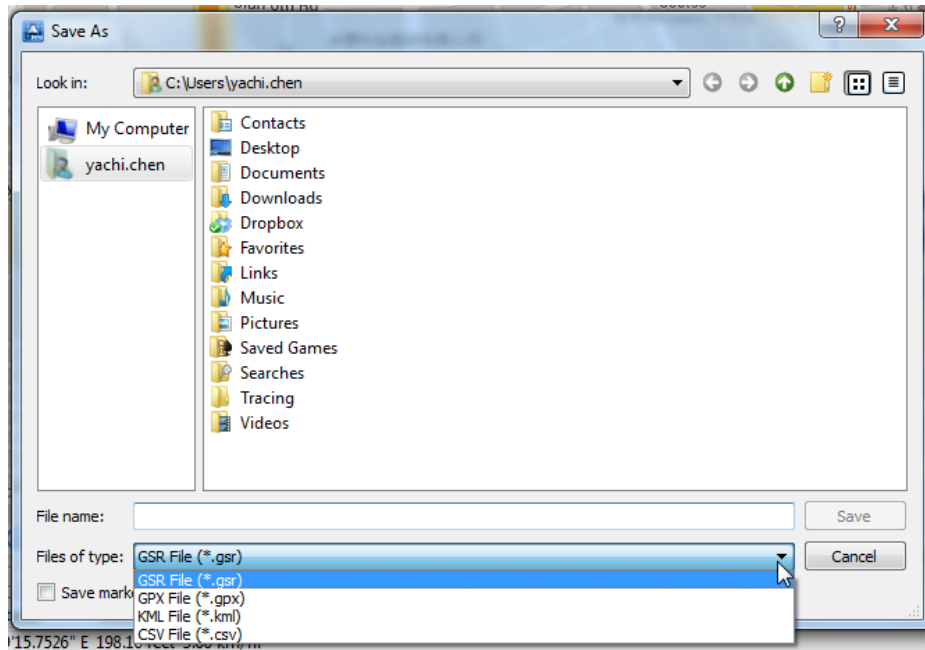 Save As
?
Look in:
C:\Users\yachi.chen
My Computer
yachi.chen
Contacts
Desktop
Documents
Downloads
Dropbox
Favorites
Links
Music
Pictures
Saved Games
Searches
Tracing
Videos
File name:
Save
Files of type:
GSR File (*.gsr)
Cancel
GSR File (*.gsr)
GPX File (*.gpx)
KML File (*.kml)
CSV File (*.csv)
Save mark
'15.7526" E